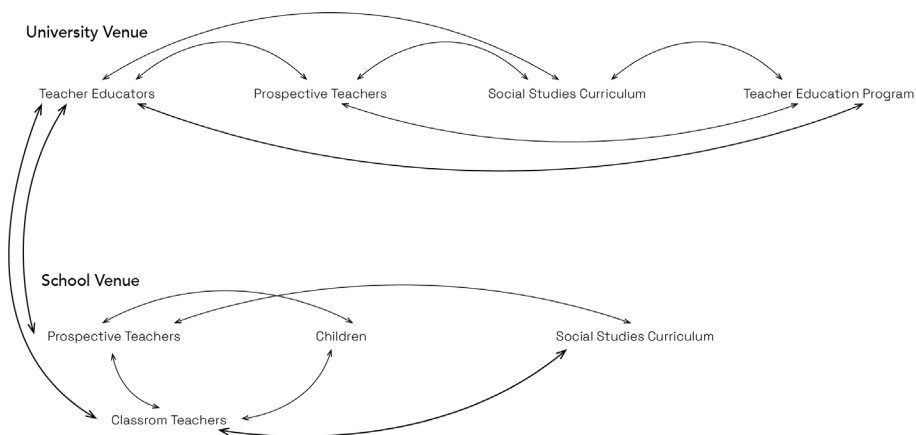 University Venue
Teacher Educators Prospective Teachers Social Studies Curriculum Teacher Education Program
School Venue
Prospective Teachers Children Social Studies Curriculum
Classrom Teachers